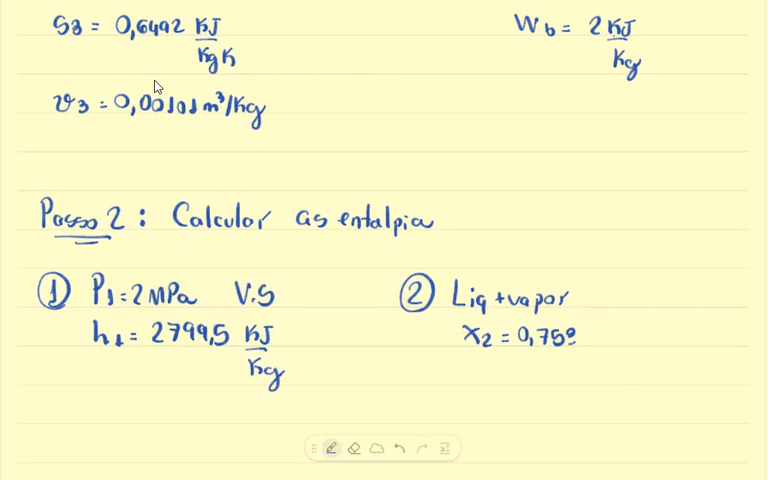 S3 = 0,6492 KJ/KgK
Wb = 2 KJ/Kg
v3 = 0,00101 m³/Kg
Passo 2 : Calcular as entalpia
① P1 = 2 MPa V.S
h1 = 2799,5 KJ/Kg
② Liq + vapor
x2 = 0,758